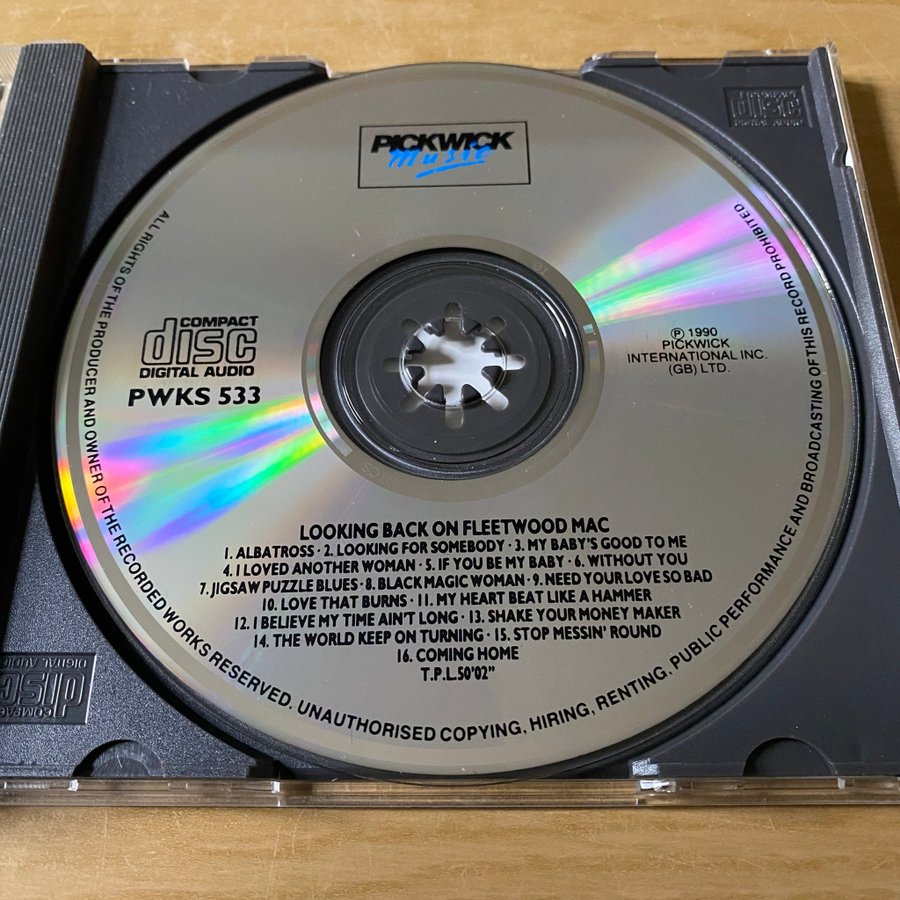 PICKWICK
music
COMPACT
disc
DIGITAL AUDIO
PWKS 533
℗ 1990
PICKWICK
INTERNATIONAL INC.
(GB) LTD.
LOOKING BACK ON FLEETWOOD MAC
1. ALBATROSS · 2. LOOKING FOR SOMEBODY · 3. MY BABY'S GOOD TO ME
4. I LOVED ANOTHER WOMAN · 5. IF YOU BE MY BABY · 6. WITHOUT YOU
7. JIGSAW PUZZLE BLUES · 8. BLACK MAGIC WOMAN · 9. NEED YOUR LOVE SO BAD
10. LOVE THAT BURNS · 11. MY HEART BEAT LIKE A HAMMER
12. I BELIEVE MY TIME AIN'T LONG · 13. SHAKE YOUR MONEY MAKER
14. THE WORLD KEEP ON TURNING · 15. STOP MESSIN' ROUND
16. COMING HOME
T.P.L.50'02"
ALL RIGHTS OF THE PRODUCER AND OWNER OF THE RECORDED WORKS RESERVED. UNAUTHORISED COPYING, HIRING, RENTING, PUBLIC PERFORMANCE AND BROADCASTING OF THIS RECORD PROHIBITED
disc
DIGITAL AUDIO
COMPACT
disc
DIGITAL AUDIO